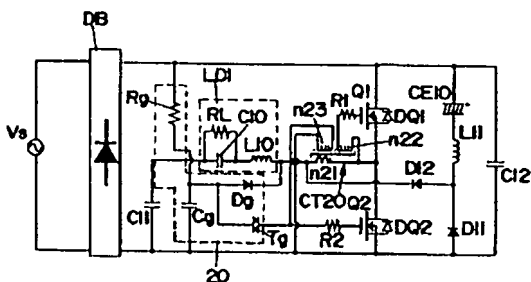 DB
Vs
Rg
LD1
RL
C10
L10
n23
R1
Q1
DQ1
CE10
n22
L11
n21
D12
C12
C11
Cg
Dg
CT20
Q2
DQ2
D11
Tg
R2
20